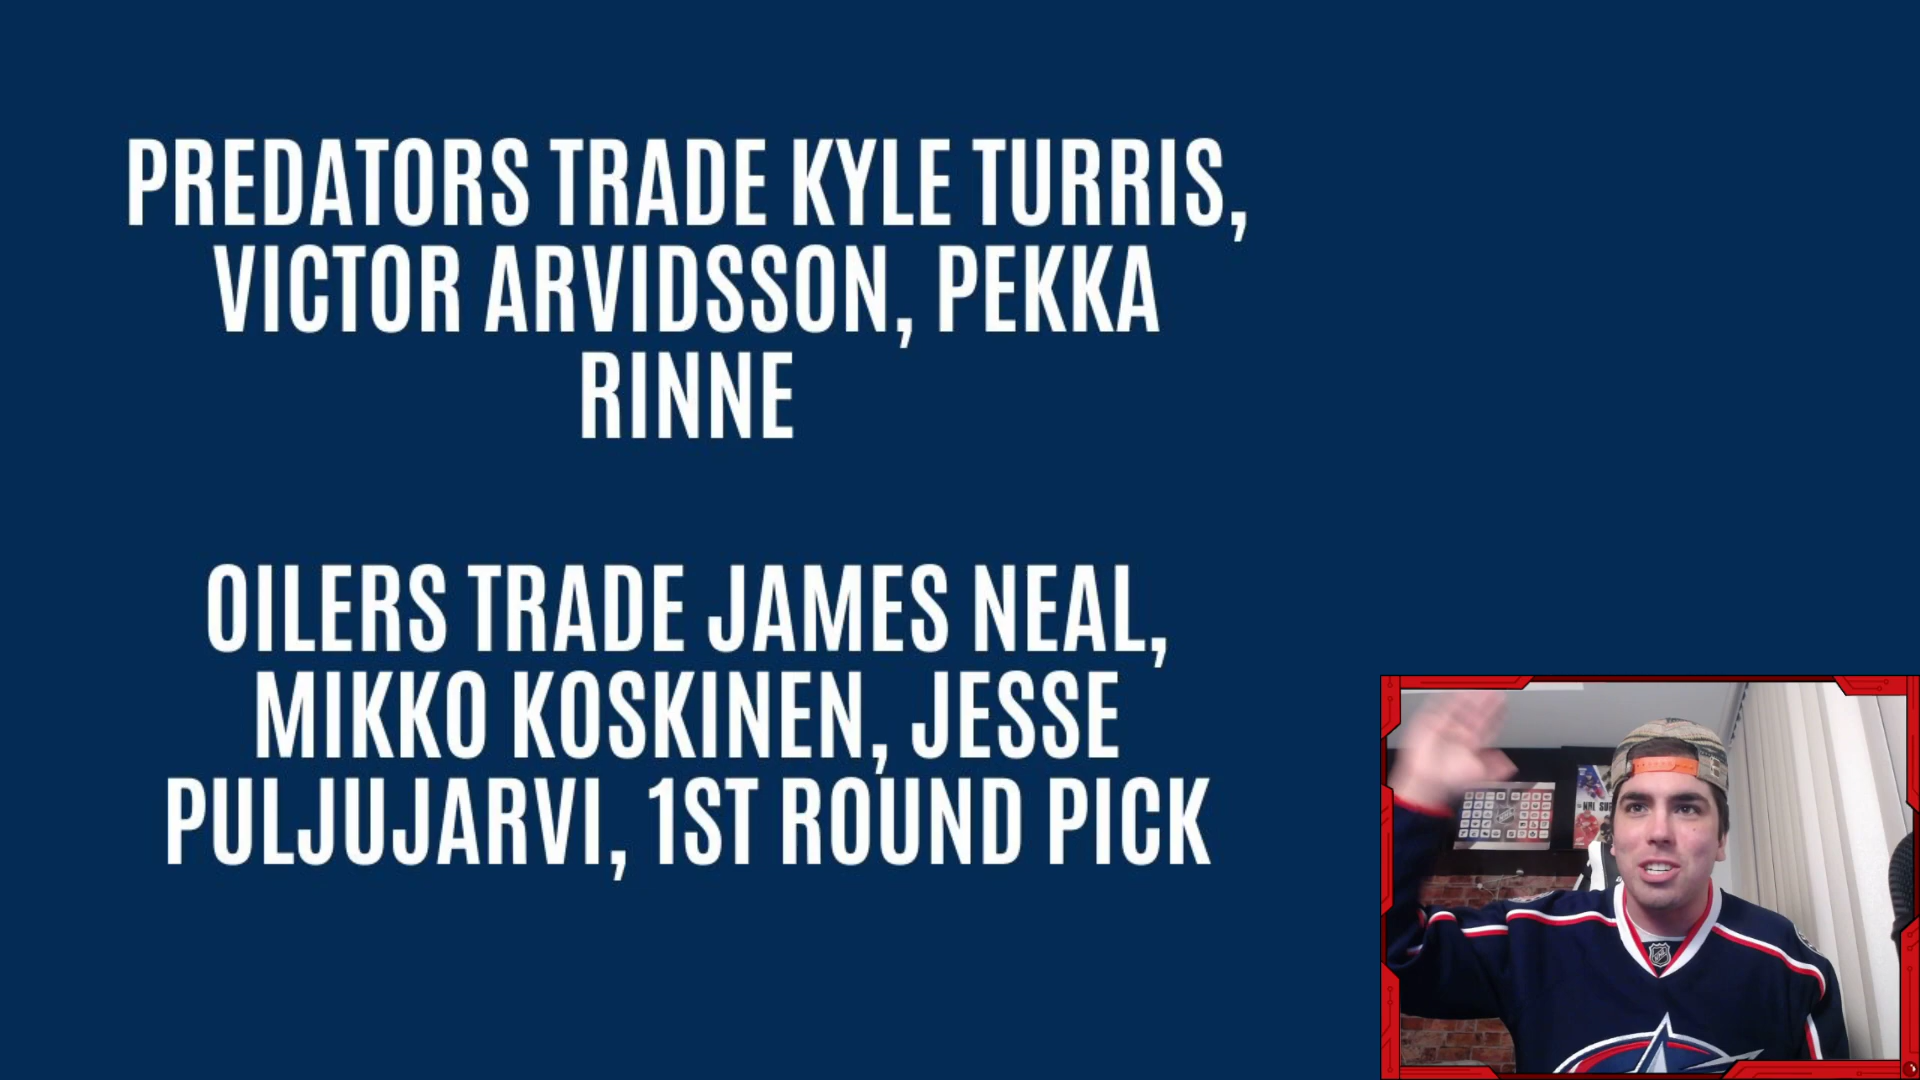 PREDATORS TRADE KYLE TURRIS,
VICTOR ARVIDSSON, PEKKA
RINNE
OILERS TRADE JAMES NEAL,
MIKKO KOSKINEN, JESSE
PULJUJARVI, 1ST ROUND PICK